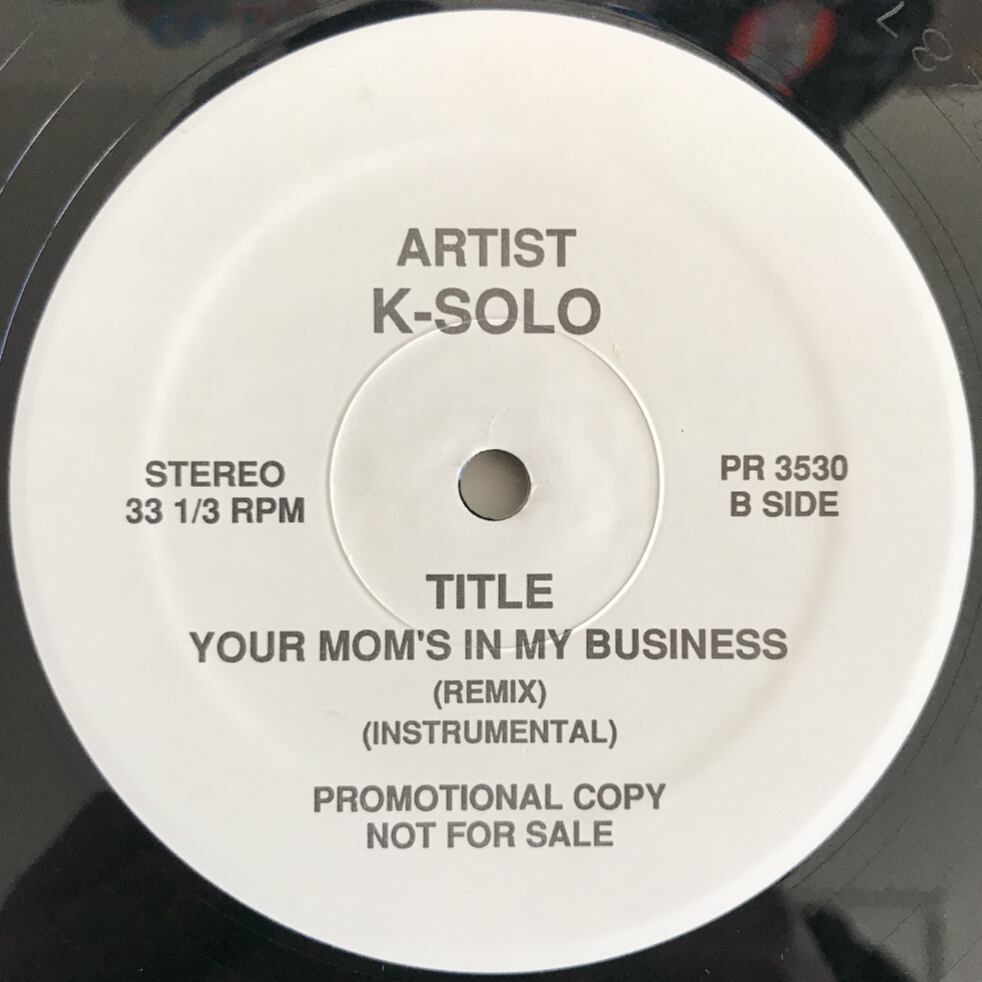 ARTIST
K-SOLO
STEREO
33 1/3 RPM
PR 3530
B SIDE
TITLE
YOUR MOM'S IN MY BUSINESS
(REMIX)
(INSTRUMENTAL)
PROMOTIONAL COPY
NOT FOR SALE